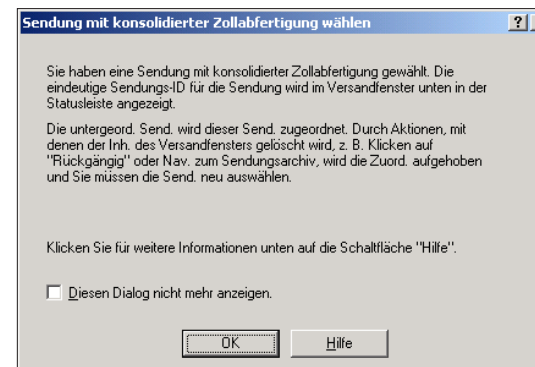 Sendung mit konsolidierter Zollabfertigung wählen
?
Sie haben eine Sendung mit konsolidierter Zollabfertigung gewählt. Die
eindeutige Sendungs-ID für die Sendung wird im Versandfenster unten in der
Statusleiste angezeigt.
Die untergeord. Send. wird dieser Send. zugeordnet. Durch Aktionen, mit
denen der Inh. des Versandfensters gelöscht wird, z. B. Klicken auf
"Rückgängig" oder Nav. zum Sendungsarchiv, wird die Zuord. aufgehoben
und Sie müssen die Send. neu auswählen.
Klicken Sie für weitere Informationen unten auf die Schaltfläche "Hilfe".
Diesen Dialog nicht mehr anzeigen.
OK Hilfe